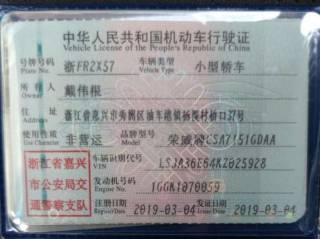 中华人民共和国机动车行驶证
Vehicle License of the People's Republic of China
号牌号码 浙FR2X57 车辆类型 小型轿车
Plate No. Vehicle Type
所有人 戴伟根
Owner
住址 浙江省嘉兴市秀洲区油车港镇杨溪村桥口37号
Address
使用性质 非营运 品牌型号 荣威牌CSA7151GDAA
Use Character Model
浙江省嘉兴市公安局交通警察支队
车辆识别代号 LSJA36E64KZ025928
VIN
发动机号码 1GGK1070059
Engine No.
注册日期 2019-03-04 发证日期 2019-03-04
Register Date Issue Date